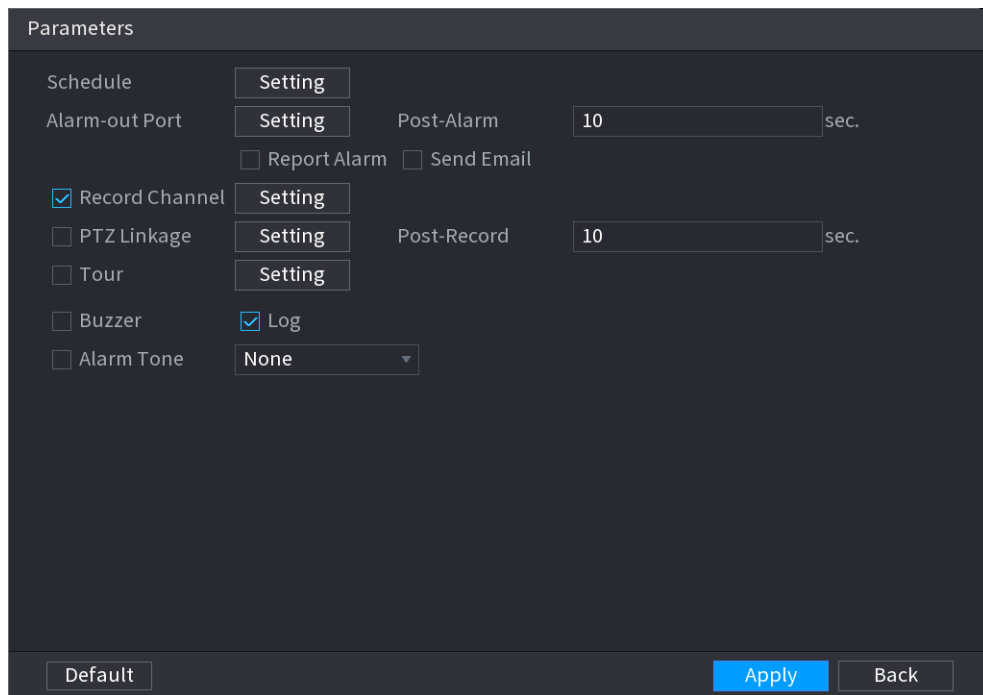 Parameters
Schedule Setting
Alarm-out Port Setting Post-Alarm 10 sec.
Report Alarm Send Email
Record Channel Setting
PTZ Linkage Setting Post-Record 10 sec.
Tour Setting
Buzzer Log
Alarm Tone None
Default Apply Back